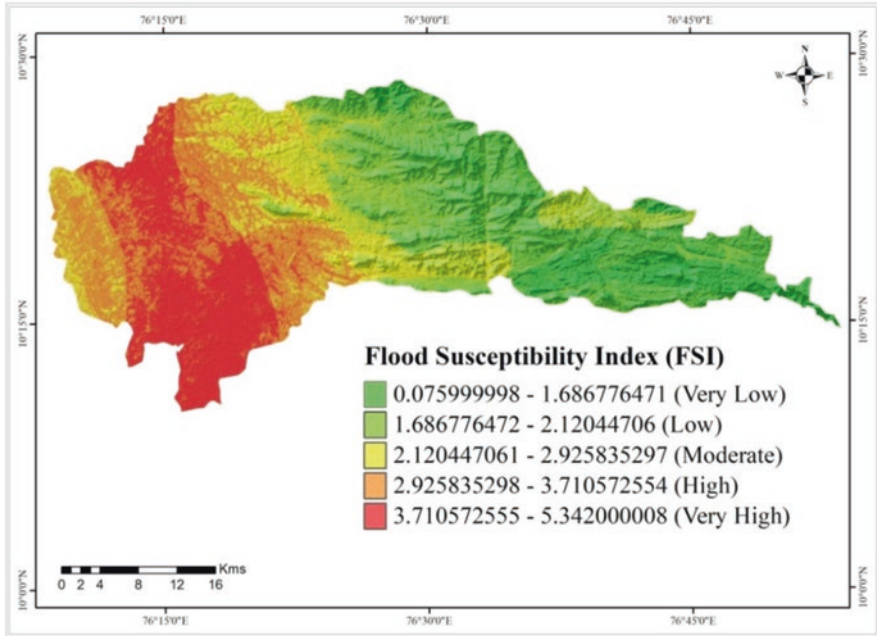 76°15'0"E 76°30'0"E 76°45'0"E
10°30'0"N 10°30'0"N
N
W E
S
10°15'0"N 10°15'0"N
Flood Susceptibility Index (FSI)
0.075999998 - 1.686776471 (Very Low)
1.686776472 - 2.12044706 (Low)
2.120447061 - 2.925835297 (Moderate)
2.925835298 - 3.710572554 (High)
3.710572555 - 5.342000008 (Very High)
Kms
0 2 4 8 12 16
10°0'0"N 10°0'0"N
76°15'0"E 76°30'0"E 76°45'0"E